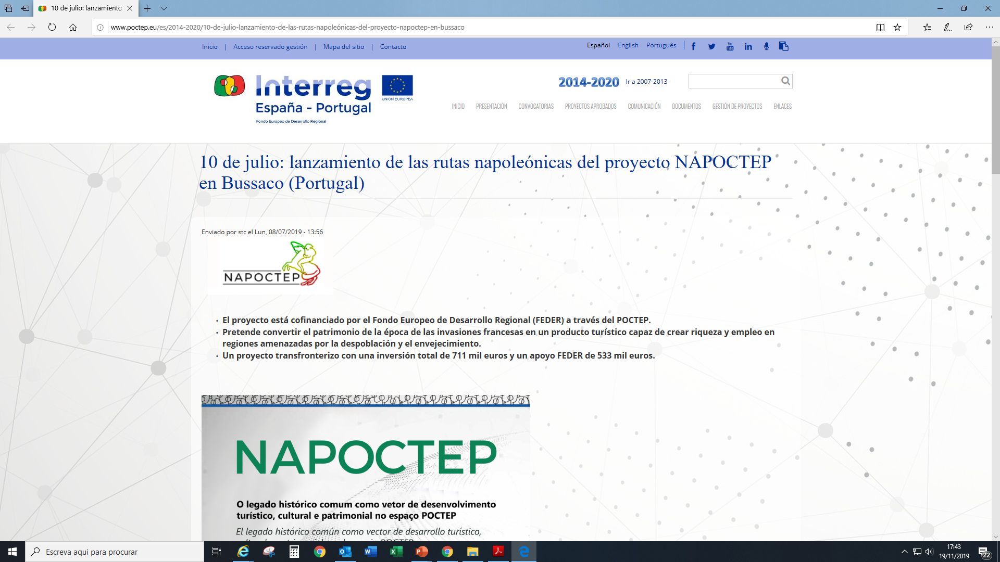 10 de julio: lanzamiento
www.poctep.eu/es/2014-2020/10-de-julio-lanzamiento-de-las-rutas-napoleónicas-del-proyecto-napoctep-en-bussaco
Inicio | Acceso reservado gestión | Mapa del sitio | Contacto
Español English Português
You Tube
Interreg
España - Portugal
Fondo Europeo de Desarrollo Regional
UNIÓN EUROPEA
2014-2020 Ir a 2007-2013
INICIO PRESENTACIÓN CONVOCATORIAS PROYECTOS APROBADOS COMUNICACIÓN DOCUMENTOS GESTIÓN DE PROYECTOS ENLACES
10 de julio: lanzamiento de las rutas napoleónicas del proyecto NAPOCTEP
en Bussaco (Portugal)
Enviado por stc el Lun, 08/07/2019 - 13:56
NAPOCTEP
El proyecto está cofinanciado por el Fondo Europeo de Desarrollo Regional (FEDER) a través del POCTEP.
Pretende convertir el patrimonio de la época de las invasiones francesas en un producto turístico capaz de crear riqueza y empleo en
regiones amenazadas por la despoblación y el envejecimiento.
Un proyecto transfronterizo con una inversión total de 711 mil euros y un apoyo FEDER de 533 mil euros.
NAPOCTEP
O legado histórico comum como vetor de desenvolvimento
turístico, cultural e patrimonial no espaço POCTEP
El legado histórico común como vector de desarrollo turístico,
Escreva aqui para procurar
17:43
19/11/2019
22